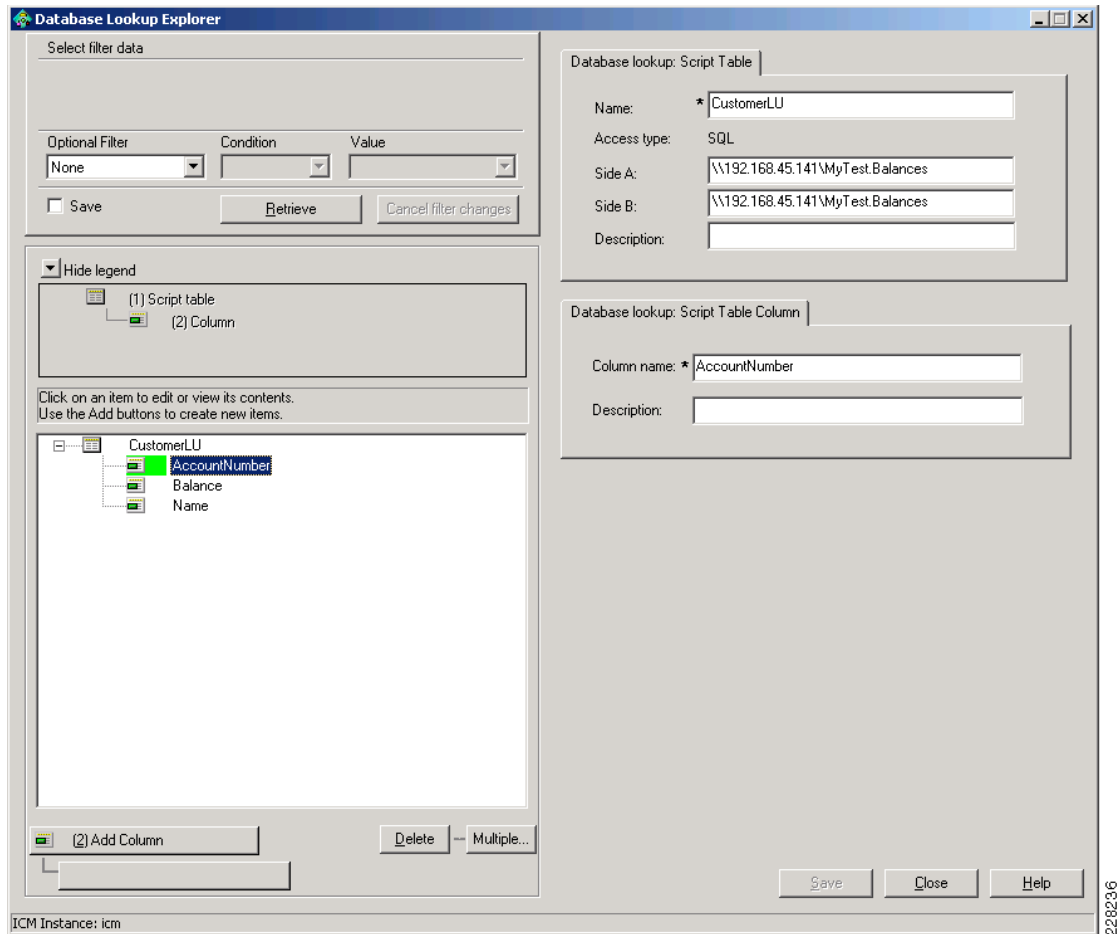 Database Lookup Explorer
Select filter data
Optional Filter Condition Value
None
Save Retrieve Cancel filter changes
Hide legend
(1) Script table
(2) Column
Click on an item to edit or view its contents.
Use the Add buttons to create new items.
CustomerLU
AccountNumber
Balance
Name
(2) Add Column Delete Multiple...
Database lookup: Script Table
Name: * CustomerLU
Access type: SQL
Side A: \\192.168.45.141\MyTest.Balances
Side B: \\192.168.45.141\MyTest.Balances
Description:
Database lookup: Script Table Column
Column name: * AccountNumber
Description:
Save Close Help
ICM Instance: icm
228236